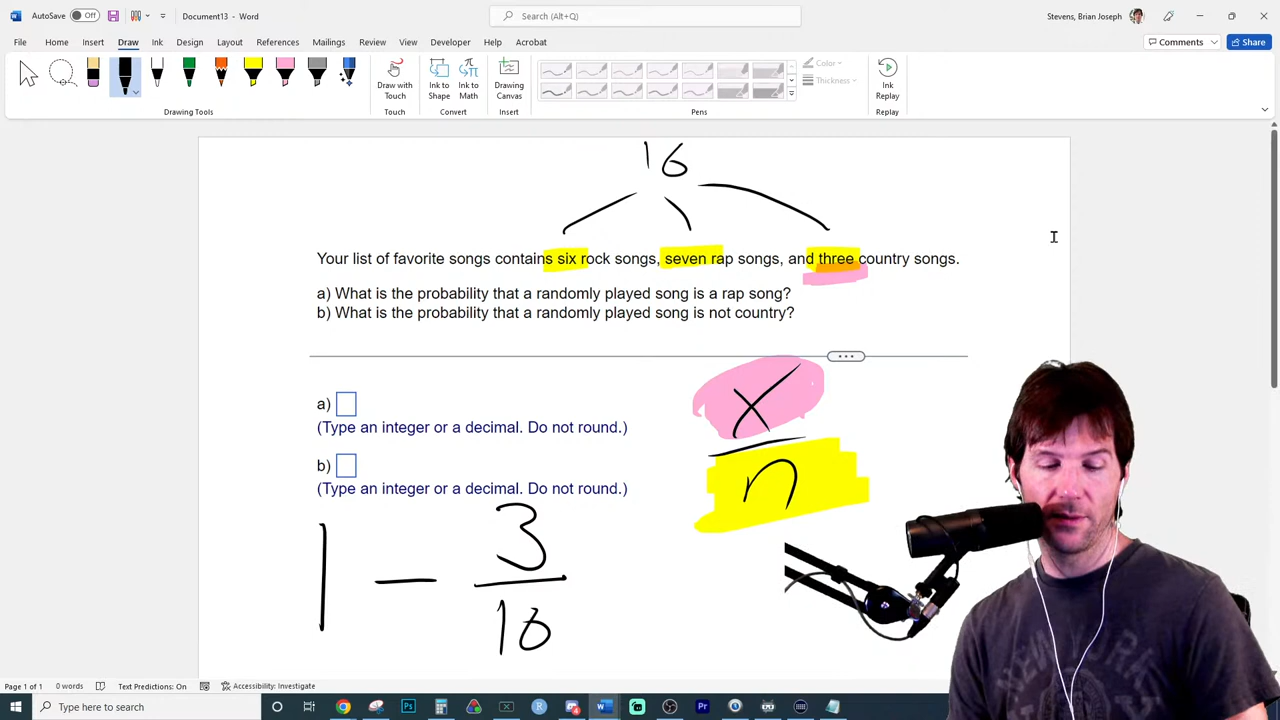 AutoSave Off Document13 - Word Search (Alt+Q) Stevens, Brian Joseph
File Home Insert Draw Ink Design Layout References Mailings Review View Developer Help Acrobat Comments Share
Draw with Touch Ink to Shape Ink to Math Drawing Canvas Color Thickness Ink Replay
Drawing Tools Touch Convert Insert Pens Replay
16
Your list of favorite songs contains six rock songs, seven rap songs, and three country songs.
a) What is the probability that a randomly played song is a rap song?
b) What is the probability that a randomly played song is not country?
a)
(Type an integer or a decimal. Do not round.)
b)
(Type an integer or a decimal. Do not round.)
x
n
1 — 3
16
Page 1 of 1 0 words Text Predictions: On Accessibility: Investigate
Type here to search